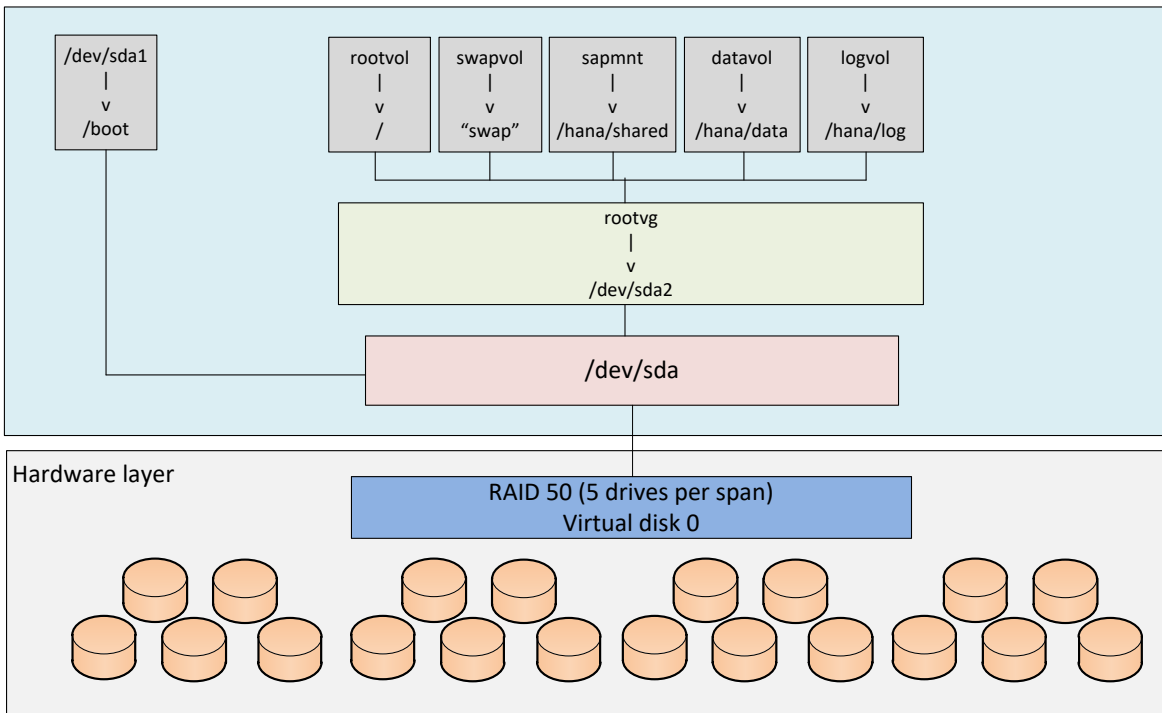 /dev/sda1
|
v
/boot
rootvol
|
v
/
swapvol
|
v
“swap”
sapmnt
|
v
/hana/shared
datavol
|
v
/hana/data
logvol
|
v
/hana/log
rootvg
|
v
/dev/sda2
/dev/sda
Hardware layer
RAID 50 (5 drives per span)
Virtual disk 0